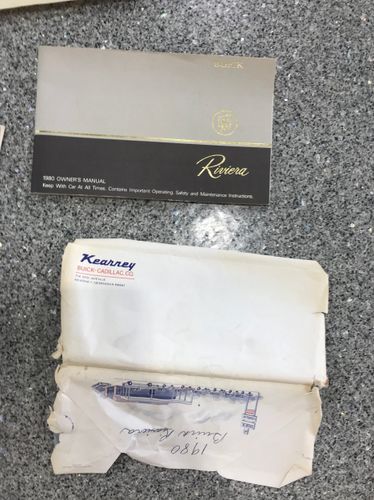 BUICK
Riviera
1980 OWNER'S MANUAL
Keep With Car At All Times. Contains Important Operating, Safety and Maintenance Instructions.
Kearney
BUICK-CADILLAC CO.
1980
Buick Riviera